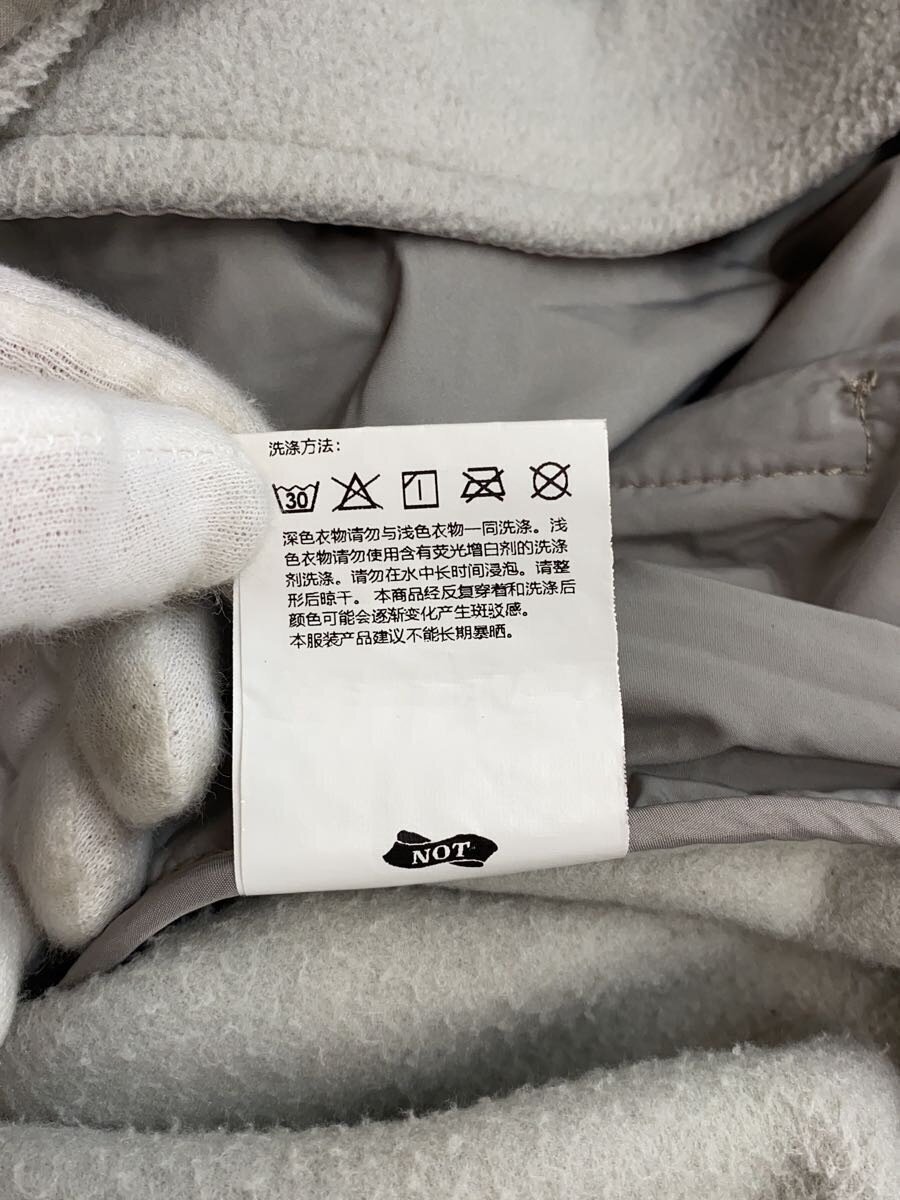 洗涤方法:
30
深色衣物请勿与浅色衣物一同洗涤。浅
色衣物请勿使用含有荧光增白剂的洗涤
剂洗涤。请勿在水中长时间浸泡。请整
形后晾干。本商品经反复穿着和洗涤后
颜色可能会逐渐变化产生斑驳感。
本服装产品建议不能长期暴晒。
NOT